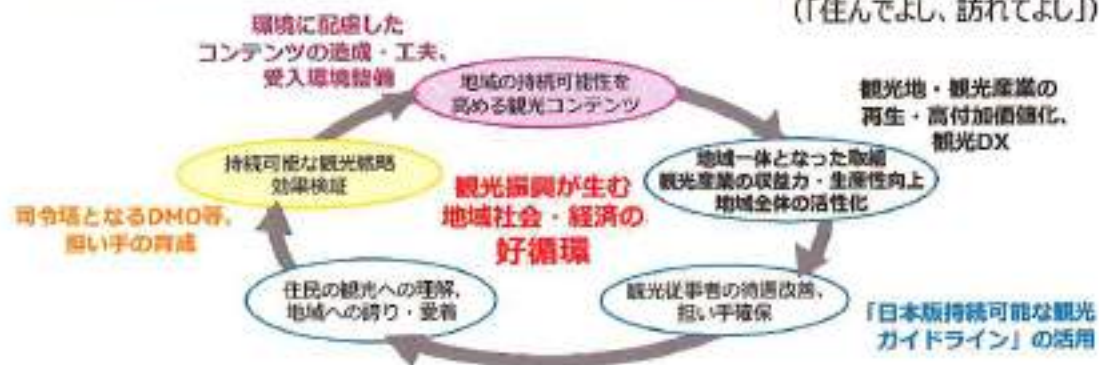 (「住んでよし、訪れてよし」)
環境に配慮した
コンテンツの造成・工夫、
受入環境整備
地域の持続可能性を
高める観光コンテンツ
観光地・観光産業の
再生・高付加価値化、
観光DX
地域一体となった取組
観光産業の収益力・生産性向上
地域全体の活性化
持続可能な観光戦略
効果検証
観光振興が生む
地域社会・経済の
好循環
司令塔となるDMO等、
担い手の育成
住民の観光への理解、
地域への誇り・愛着
観光従事者の待遇改善、
担い手確保
「日本版持続可能な観光
ガイドライン」の活用